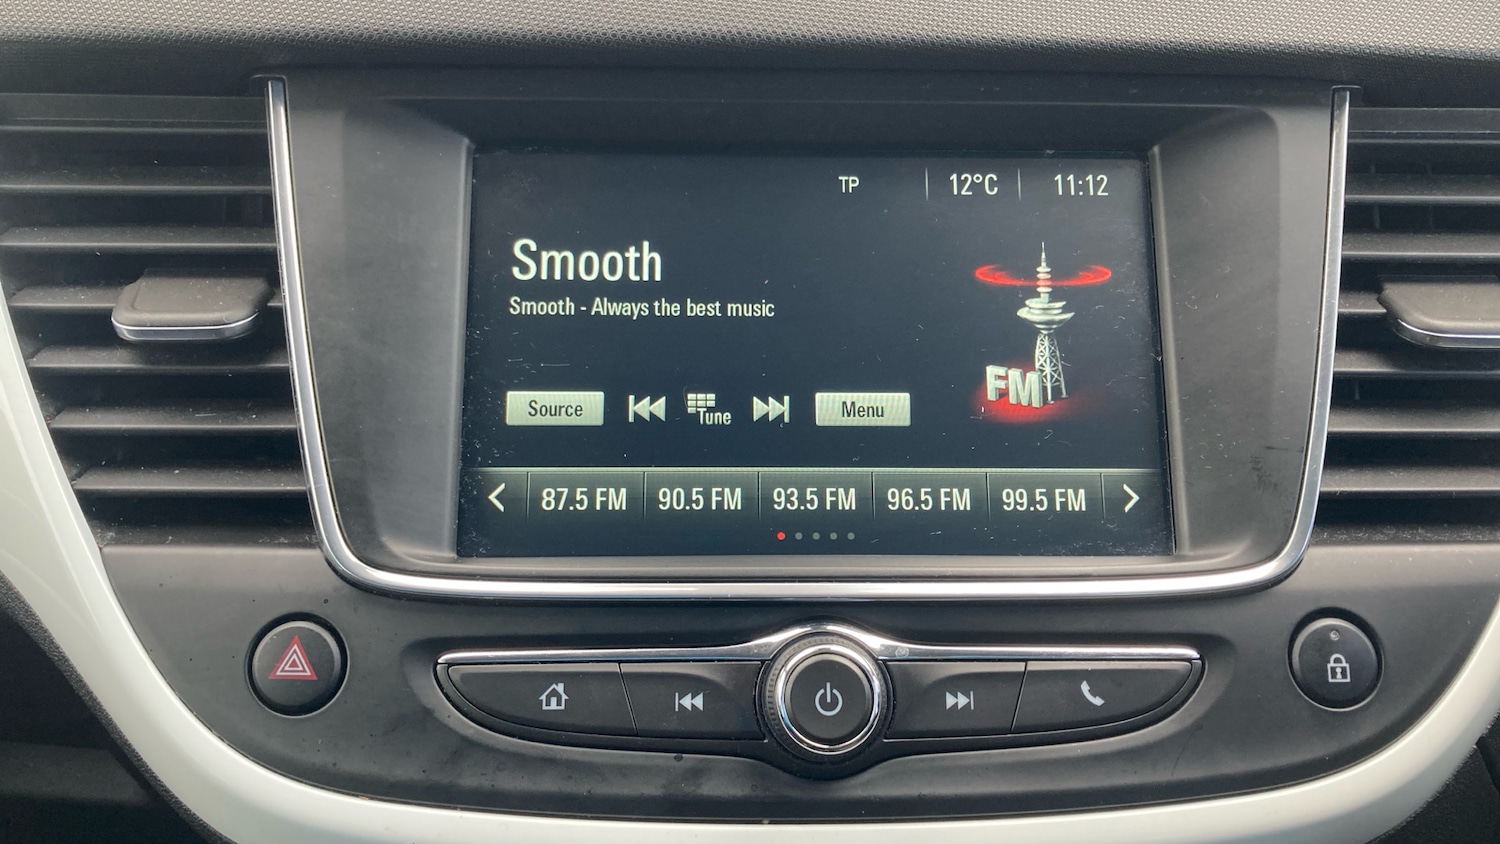 TP 12°C 11:12
Smooth
Smooth - Always the best music
FM
Source Tune Menu
87.5 FM 90.5 FM 93.5 FM 96.5 FM 99.5 FM